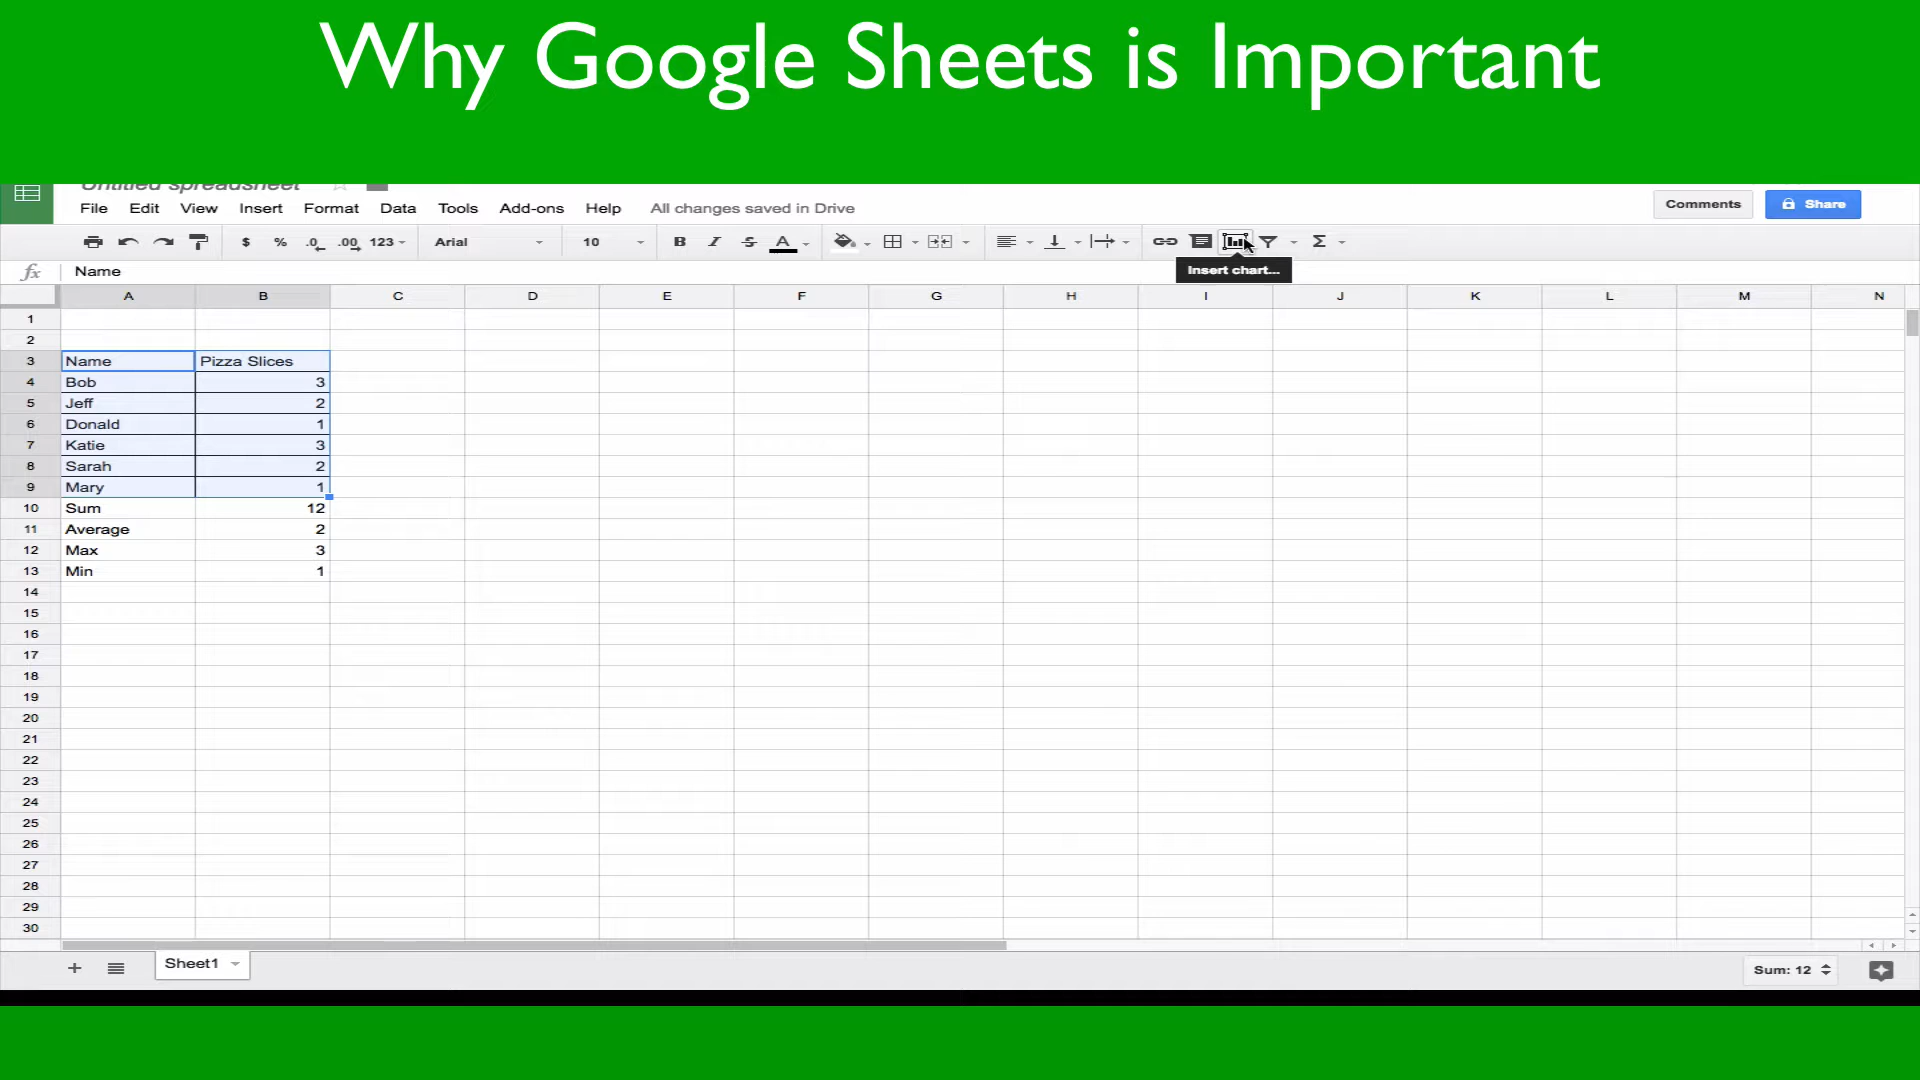 Why Google Sheets is Important
Untitled spreadsheet
File Edit View Insert Format Data Tools Add-ons Help All changes saved in Drive Comments Share
$ % .0 .00 123 Arial 10 B I S A Σ
fx Name Insert chart...
A B C D E F G H I J K L M N
1
2
3 Name Pizza Slices
4 Bob 3
5 Jeff 2
6 Donald 1
7 Katie 3
8 Sarah 2
9 Mary 1
10 Sum 12
11 Average 2
12 Max 3
13 Min 1
14
15
16
17
18
19
20
21
22
23
24
25
26
27
28
29
30
+ Sheet1 Sum: 12